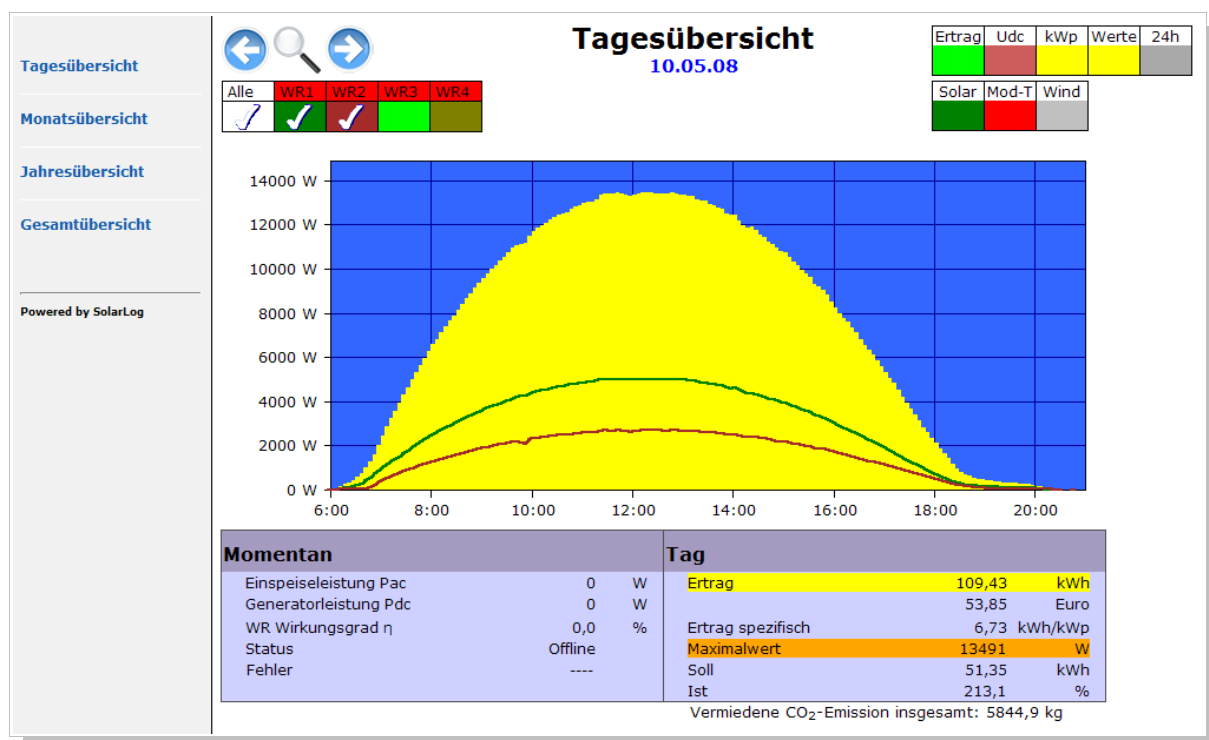 Tagesübersicht
Monatsübersicht
Jahresübersicht
Gesamtübersicht
Powered by SolarLog
Tagesübersicht
10.05.08
Alle WR1 WR2 WR3 WR4
Ertrag Udc kWp Werte 24h
Solar Mod-T Wind
14000 W
12000 W
10000 W
8000 W
6000 W
4000 W
2000 W
0 W
6:00 8:00 10:00 12:00 14:00 16:00 18:00 20:00
Momentan
Einspeiseleistung Pac 0 W
Generatorleistung Pdc 0 W
WR Wirkungsgrad η 0,0 %
Status Offline
Fehler ----
Tag
Ertrag 109,43 kWh
53,85 Euro
Ertrag spezifisch 6,73 kWh/kWp
Maximalwert 13491 W
Soll 51,35 kWh
Ist 213,1 %
Vermiedene CO₂-Emission insgesamt: 5844,9 kg